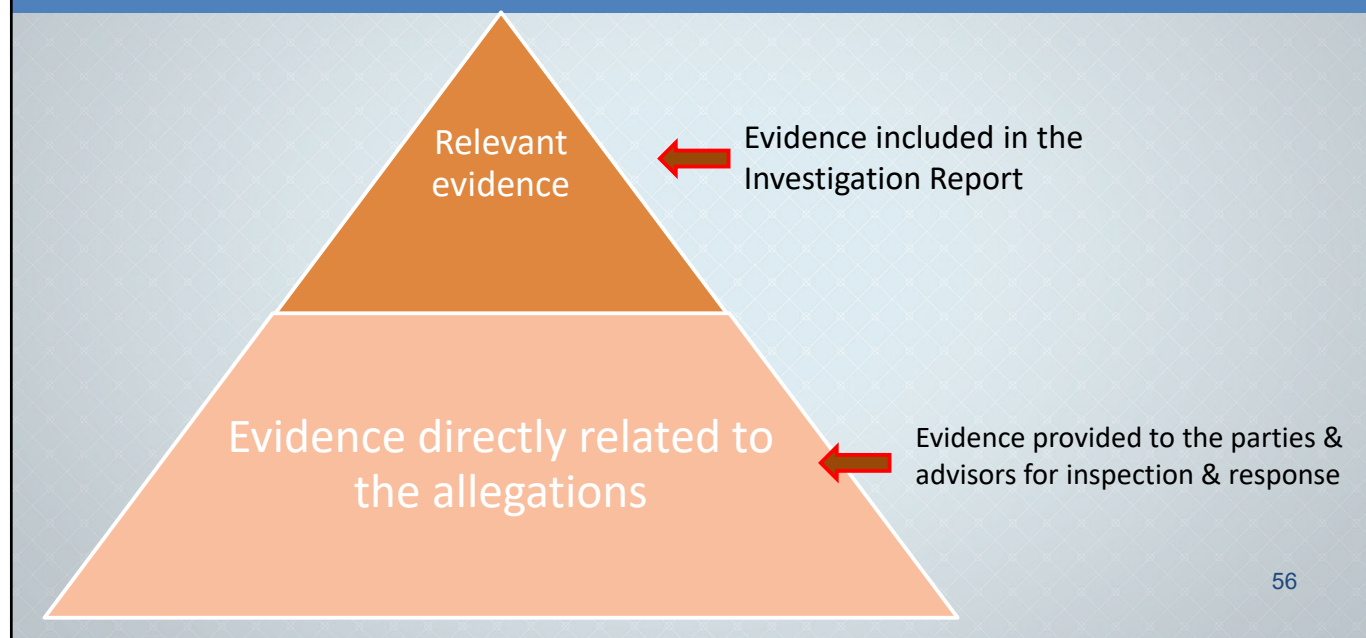 Relevant
evidence
Evidence included in the
Investigation Report
Evidence directly related to
the allegations
Evidence provided to the parties &
advisors for inspection & response
56